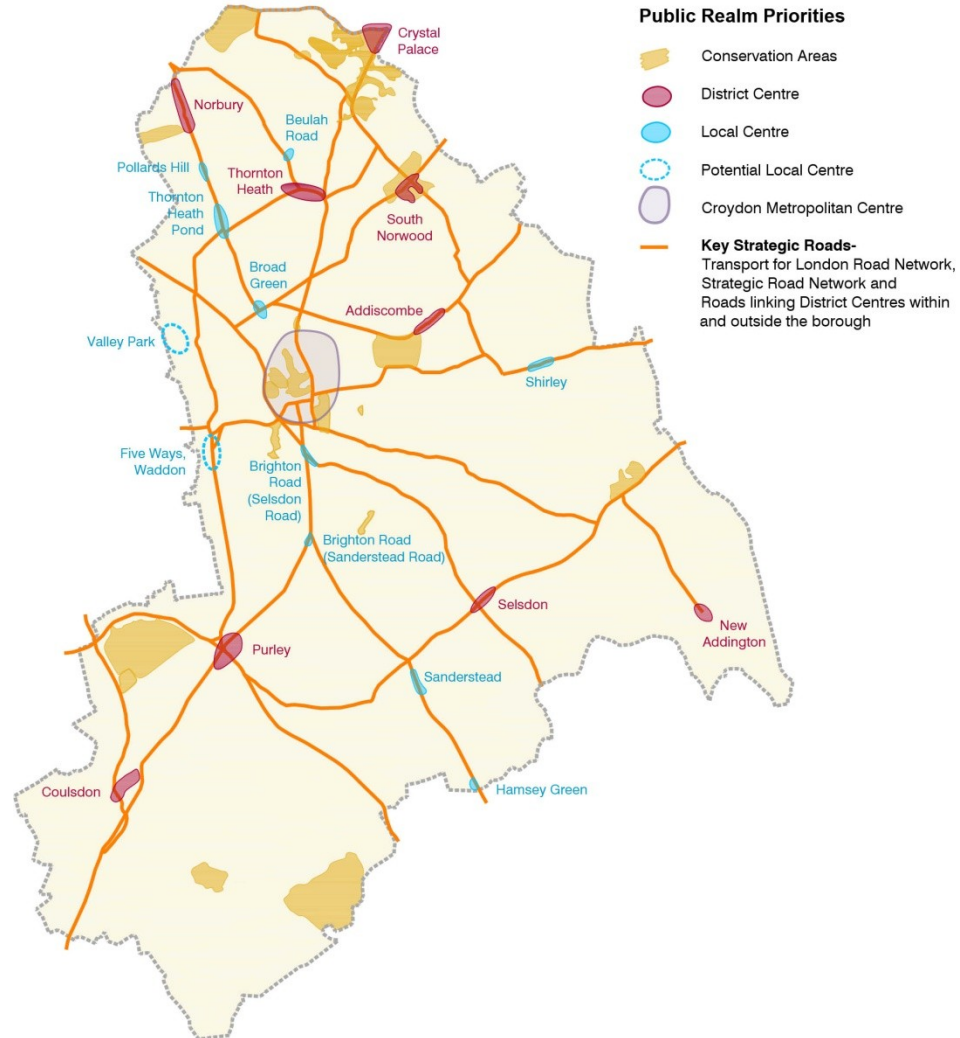 Public Realm Priorities
Conservation Areas
District Centre
Local Centre
Potential Local Centre
Croydon Metropolitan Centre
Key Strategic Roads-
Transport for London Road Network,
Strategic Road Network and
Roads linking District Centres within
and outside the borough
Crystal
Palace
Norbury
Beulah
Road
Pollards Hill
Thornton
Heath
Thornton
Heath
Pond
South
Norwood
Broad
Green
Addiscombe
Valley Park
Shirley
Five Ways,
Waddon
Brighton
Road
(Selsdon
Road)
Brighton Road
(Sanderstead Road)
Selsdon
New
Addington
Purley
Sanderstead
Coulsdon
Hamsey Green